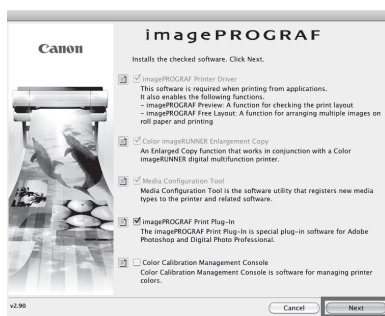 Canon
imagePROGRAF
Installs the checked software. Click Next.
imagePROGRAF Printer Driver
This software is required when printing from applications.
It also enables the following functions.
– imagePROGRAF Preview: A function for checking the print layout
– imagePROGRAF Free Layout: A function for arranging multiple images on
roll paper and printing
Color imageRUNNER Enlargement Copy
An Enlarged Copy function that works in conjunction with a Color
imageRUNNER digital multifunction printer.
Media Configuration Tool
Media Configuration Tool is the software utility that registers new media
types to the printer and related software.
imagePROGRAF Print Plug-In
The imagePROGRAF Print Plug-In is special plug-in software for Adobe
Photoshop and Digital Photo Professional.
Color Calibration Management Console
Color Calibration Management Console is software for managing printer
colors.
v2.90
Cancel
Next